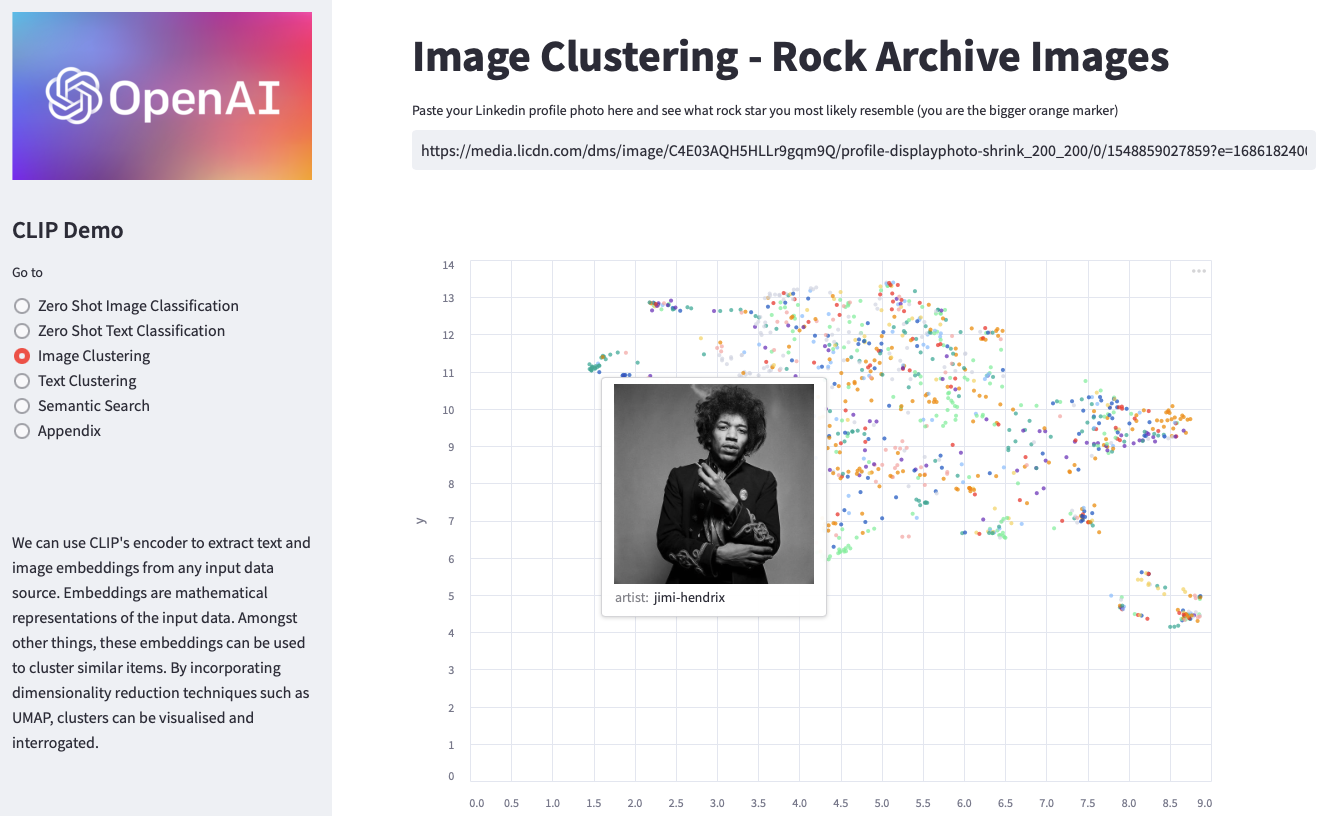 OpenAI
CLIP Demo
Go to
Zero Shot Image Classification
Zero Shot Text Classification
Image Clustering
Text Clustering
Semantic Search
Appendix
We can use CLIP's encoder to extract text and
image embeddings from any input data
source. Embeddings are mathematical
representations of the input data. Amongst
other things, these embeddings can be used
to cluster similar items. By incorporating
dimensionality reduction techniques such as
UMAP, clusters can be visualised and
interrogated.
Image Clustering - Rock Archive Images
Paste your Linkedin profile photo here and see what rock star you most likely resemble (you are the bigger orange marker)
https://media.licdn.com/dms/image/C4E03AQH5HLLr9gqm9Q/profile-displayphoto-shrink_200_200/0/1548859027859?e=1686182400
14
13
12
11
10
9
8
7
6
5
4
3
2
1
0
y
artist: jimi-hendrix
0.0 0.5 1.0 1.5 2.0 2.5 3.0 3.5 4.0 4.5 5.0 5.5 6.0 6.5 7.0 7.5 8.0 8.5 9.0